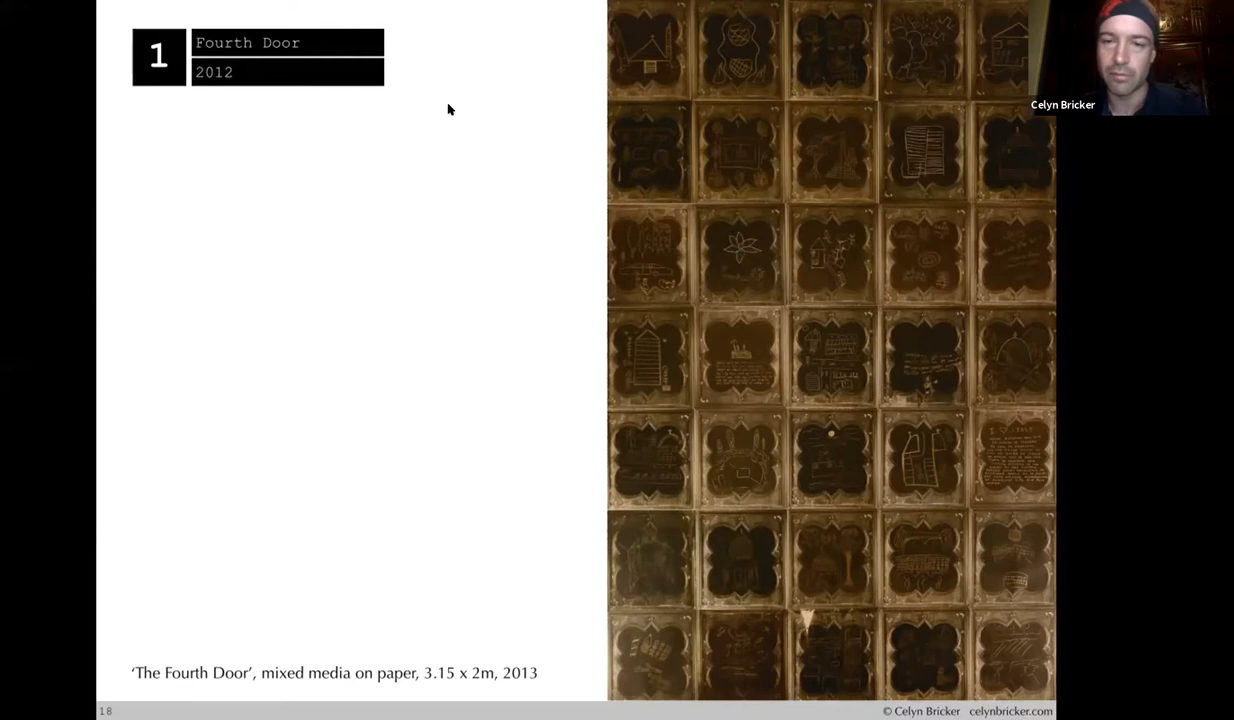 1
Fourth Door
2012
Celyn Bricker
I ♡ ITALY
'The Fourth Door', mixed media on paper, 3.15 x 2m, 2013
18
© Celyn Bricker celynbricker.com